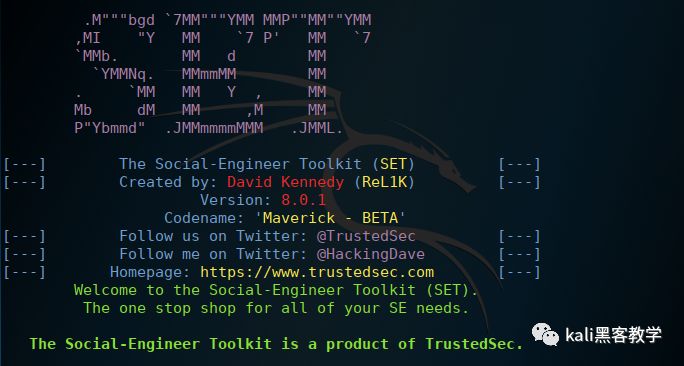 .M"""bgd `7MM"""YMM MMP""MM""YMM
,MI    "Y   MM    `7 P'   MM   `7
`MMb.       MM   d        MM
  `YMMNq.   MMmmMM        MM
.     `MM   MM   Y  ,     MM
Mb     dM   MM     ,M     MM
P"Ybmmd"  .JMMmmmmMMM   .JMML.
[---]        The Social-Engineer Toolkit (SET)         [---]
[---]        Created by: David Kennedy (ReL1K)         [---]
Version: 8.0.1
Codename: 'Maverick - BETA'
[---]        Follow us on Twitter: @TrustedSec         [---]
[---]        Follow me on Twitter: @HackingDave        [---]
[---]       Homepage: https://www.trustedsec.com       [---]
Welcome to the Social-Engineer Toolkit (SET).
The one stop shop for all of your SE needs.
The Social-Engineer Toolkit is a product of TrustedSec.
kali黑客教学